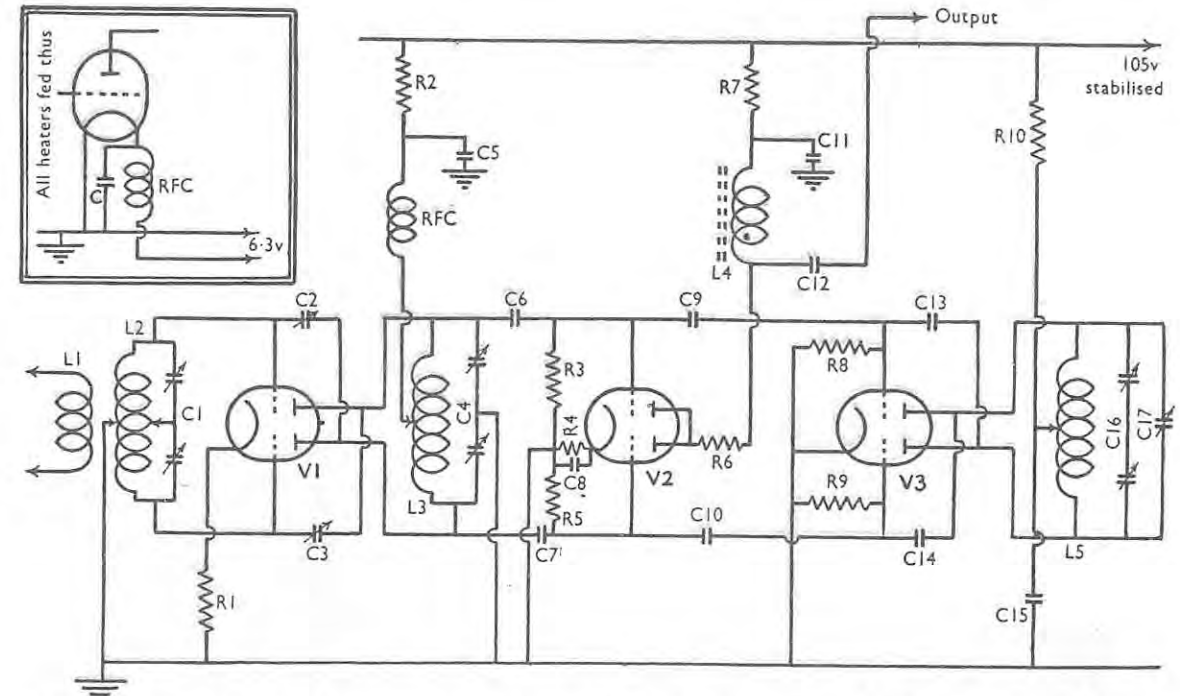 All heaters fed thus
C
RFC
6·3v
Output
105v
stabilised
R2
C5
RFC
R7
C11
L4
C12
R10
L1
L2
C1
C2
C3
V1
R1
L3
C4
C6
C7
R3
R4
C8
R5
V2
R6
C9
C10
R8
R9
V3
C13
C14
C15
L5
C16
C17